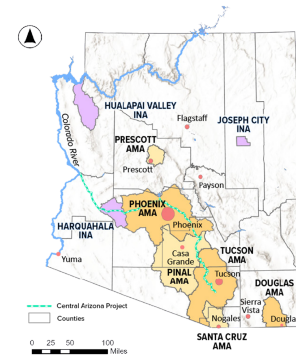 HUALAPAI VALLEY
INA
Flagstaff
JOSEPH CITY
INA
Colorado River
PRESCOTT
AMA
Prescott
Payson
PHOENIX
AMA
Phoenix
HARQUAHALA
INA
TUCSON
AMA
Casa
Grande
Yuma
PINAL
AMA
Tucson
DOUGLAS
AMA
Sierra
Vista
Central Arizona Project
Counties
Nogales
Dougla
SANTA CRUZ
AMA
0 25 50 100
Miles